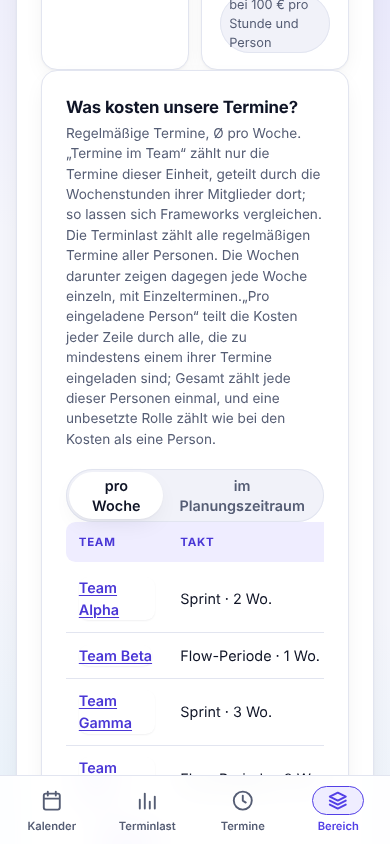 bei 100 € pro
Stunde und
Person
Was kosten unsere Termine?
Regelmäßige Termine, Ø pro Woche.
„Termine im Team“ zählt nur die
Termine dieser Einheit, geteilt durch die
Wochenstunden ihrer Mitglieder dort;
so lassen sich Frameworks vergleichen.
Die Terminlast zählt alle regelmäßigen
Termine aller Personen. Die Wochen
darunter zeigen dagegen jede Woche
einzeln, mit Einzelterminen.„Pro
eingeladene Person“ teilt die Kosten
jeder Zeile durch alle, die zu
mindestens einem ihrer Termine
eingeladen sind; Gesamt zählt jede
dieser Personen einmal, und eine
unbesetzte Rolle zählt wie bei den
Kosten als eine Person.
pro
Woche
im
Planungszeitraum
TEAM TAKT
Team
Alpha
Sprint · 2 Wo.
Team Beta Flow-Periode · 1 Wo.
Team
Gamma
Sprint · 3 Wo.
Team
Kalender Terminlast Termine Bereich